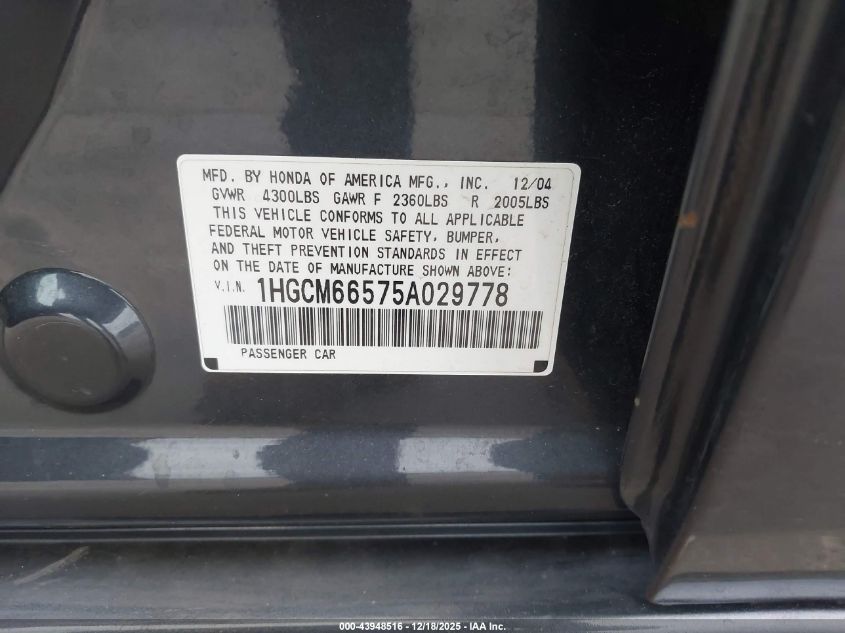 MFD. BY HONDA OF AMERICA MFG., INC. 12/04
GVWR 4300LBS GAWR F 2360LBS R 2005LBS
THIS VEHICLE CONFORMS TO ALL APPLICABLE
FEDERAL MOTOR VEHICLE SAFETY, BUMPER,
AND THEFT PREVENTION STANDARDS IN EFFECT
ON THE DATE OF MANUFACTURE SHOWN ABOVE:
V.I.N. 1HGCM66575A029778
PASSENGER CAR
000-43948516 - 12/18/2025 - IAA Inc.